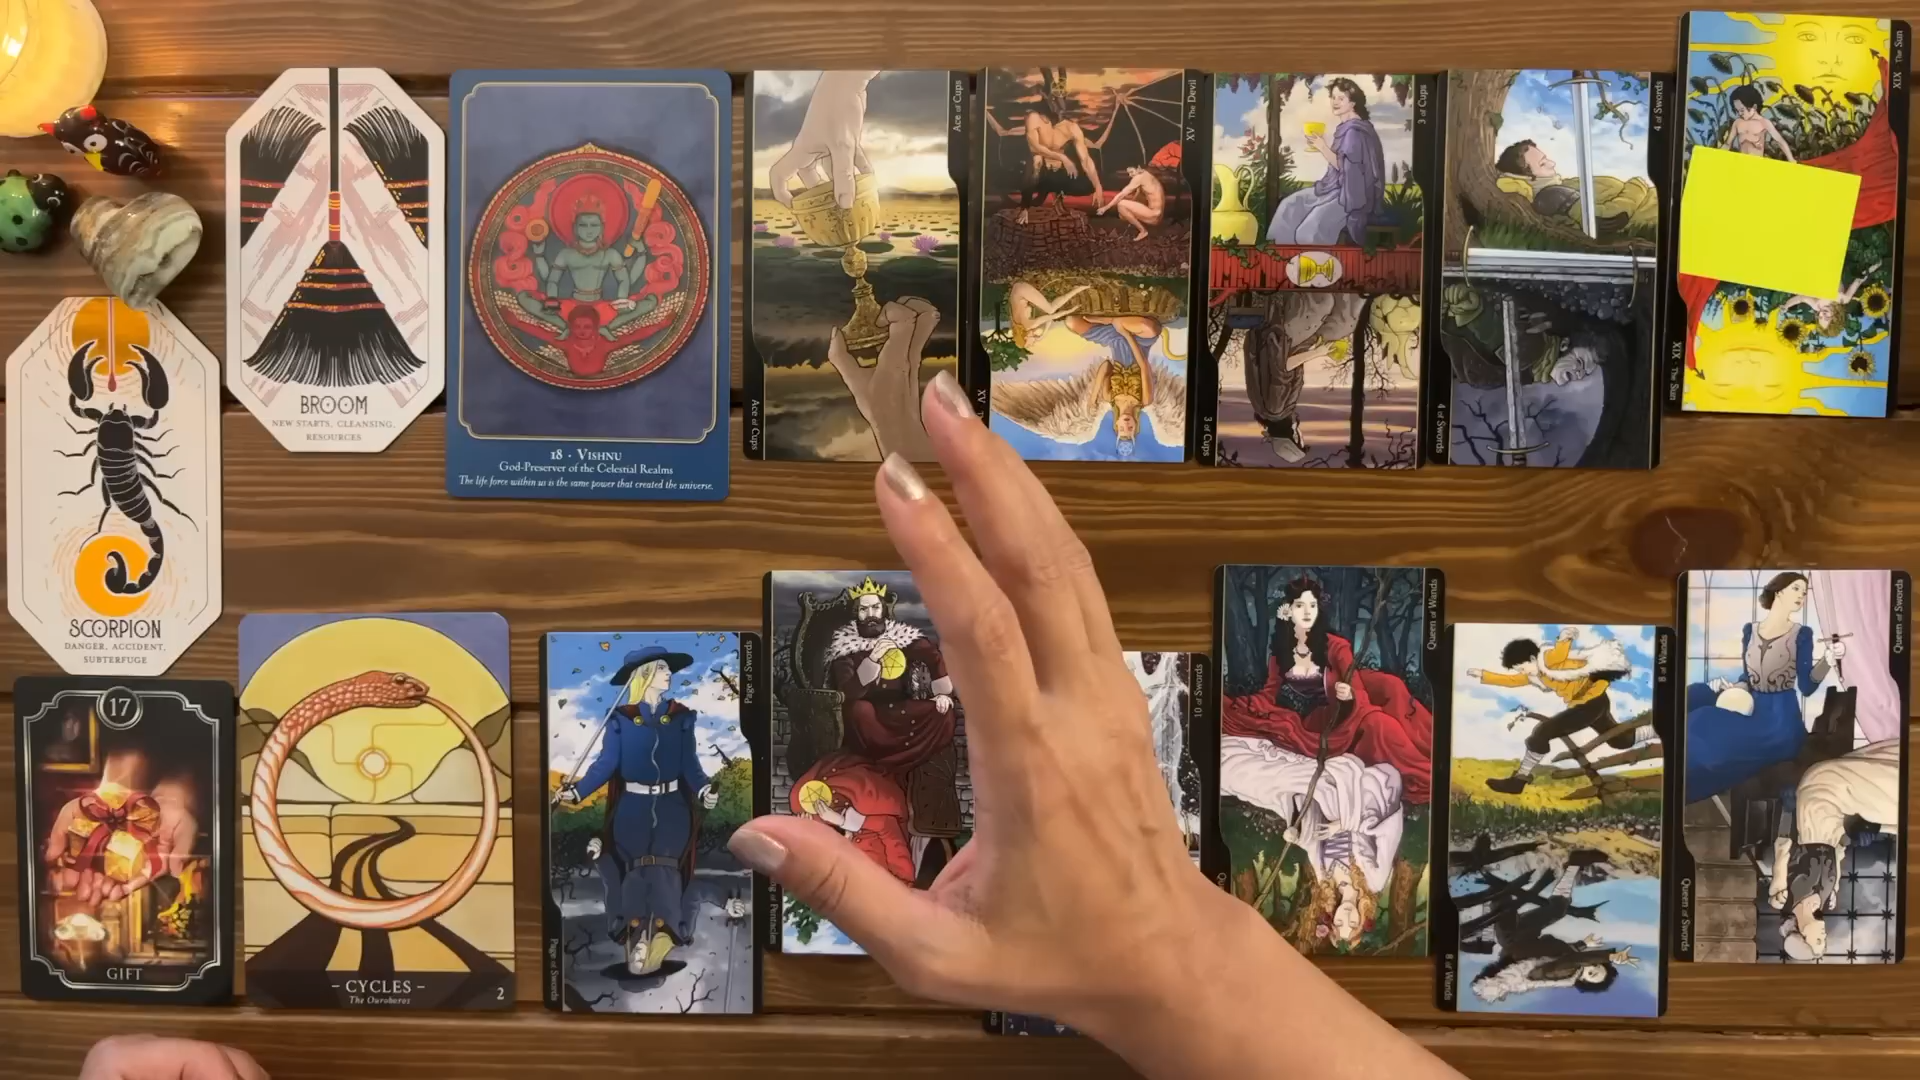 BROOM
NEW STARTS, CLEANSING,
RESOURCES
18 · VISHNU
God-Preserver of the Celestial Realms
The life force within us is the same power that created the universe.
Ace of Cups
Ace of Cups
XV · The Devil
XV
3 of Cups
3 of Cups
4 of Swords
4 of Swords
XIX The Sun
XIX The Sun
SCORPION
DANGER, ACCIDENT,
SUBTERFUGE
17
GIFT
- CYCLES -
The Ouroboros
2
Page of Swords
Page of Swords
of Pentacles
10 of Swords
Queen of Wands
8 of Wands
8 of Wands
Queen of Swords
Queen of Swords